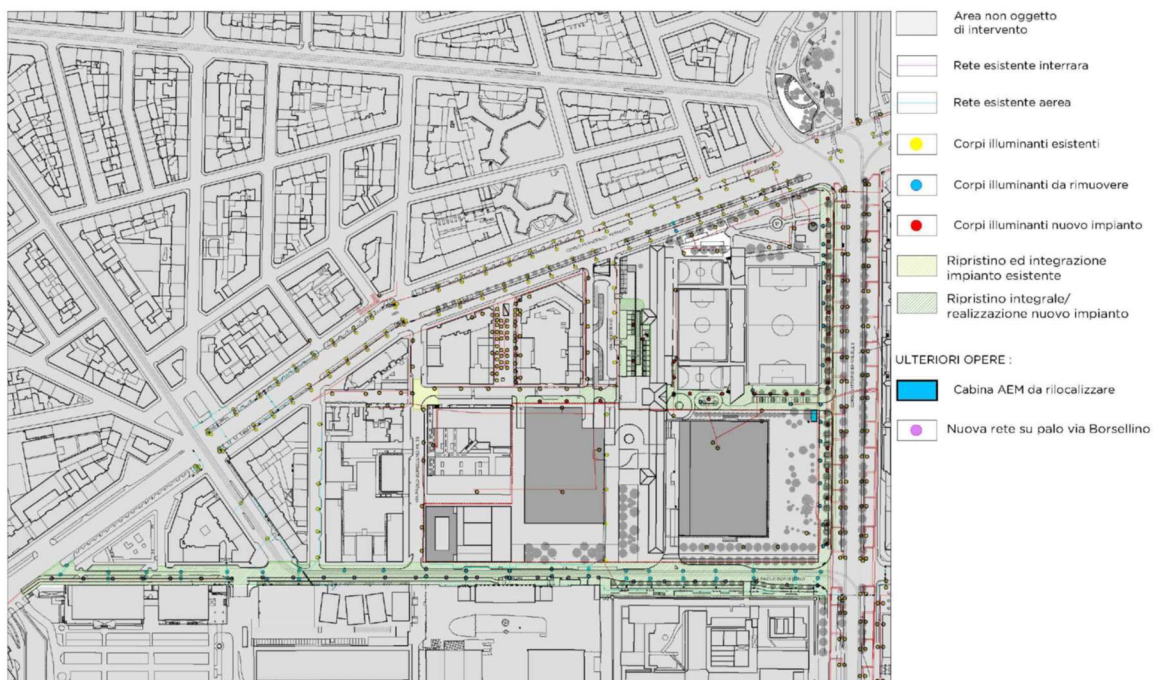 Area non oggetto
di intervento
Rete esistente interrara
Rete esistente aerea
Corpi illuminanti esistenti
Corpi illuminanti da rimuovere
Corpi illuminanti nuovo impianto
Ripristino ed integrazione
impianto esistente
Ripristino integrale/
realizzazione nuovo impianto
ULTERIORI OPERE :
Cabina AEM da rilocalizzare
Nuova rete su palo via Borsellino